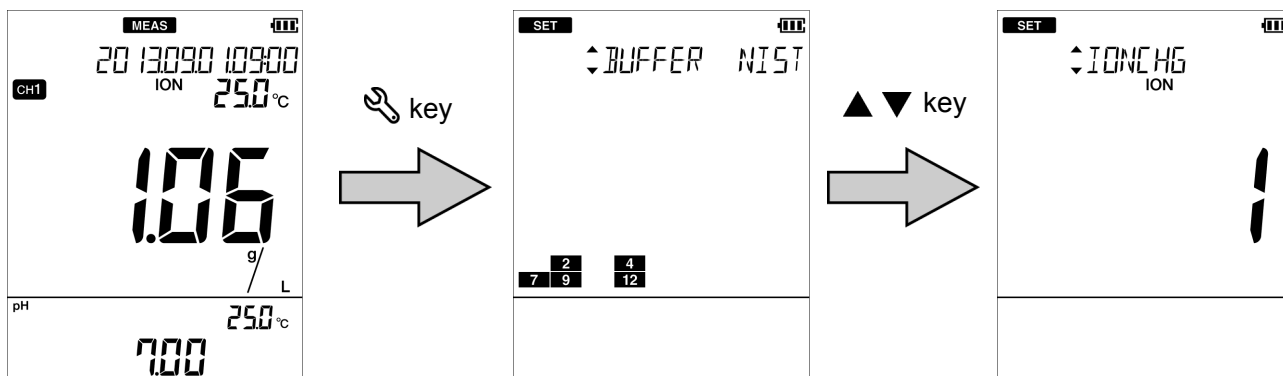 MEAS
2013.09.01.09:00
CH1
ION
25.0 °C
1.06
g/L
pH
25.0 °C
7.00
key
SET
BUFFER NIST
2 4
7 9 12
▲ ▼ key
SET
IONCHG
ION
1